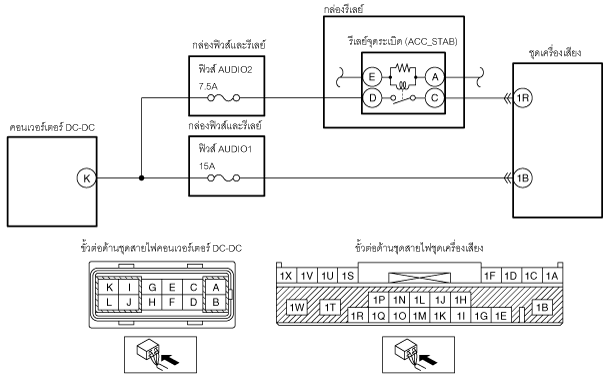 กล่องรีเลย์
กล่องฟิวส์และรีเลย์
รีเลย์จุดระเบิด (ACC_STAB)
ฟิวส์ AUDIO2
7.5A
E
A
ชุดเครื่องเสียง
D
C
1R
คอนเวอร์เตอร์ DC-DC
กล่องฟิวส์และรีเลย์
ฟิวส์ AUDIO1
15A
K
1B
ขั้วต่อด้านชุดสายไฟคอนเวอร์เตอร์ DC-DC
K I G E C A
L J H F D B
ขั้วต่อด้านชุดสายไฟชุดเครื่องเสียง
1X 1V 1U 1S 1F 1D 1C 1A
1W 1T 1P 1N 1L 1J 1H 1B
1R 1Q 1O 1M 1K 1I 1G 1E